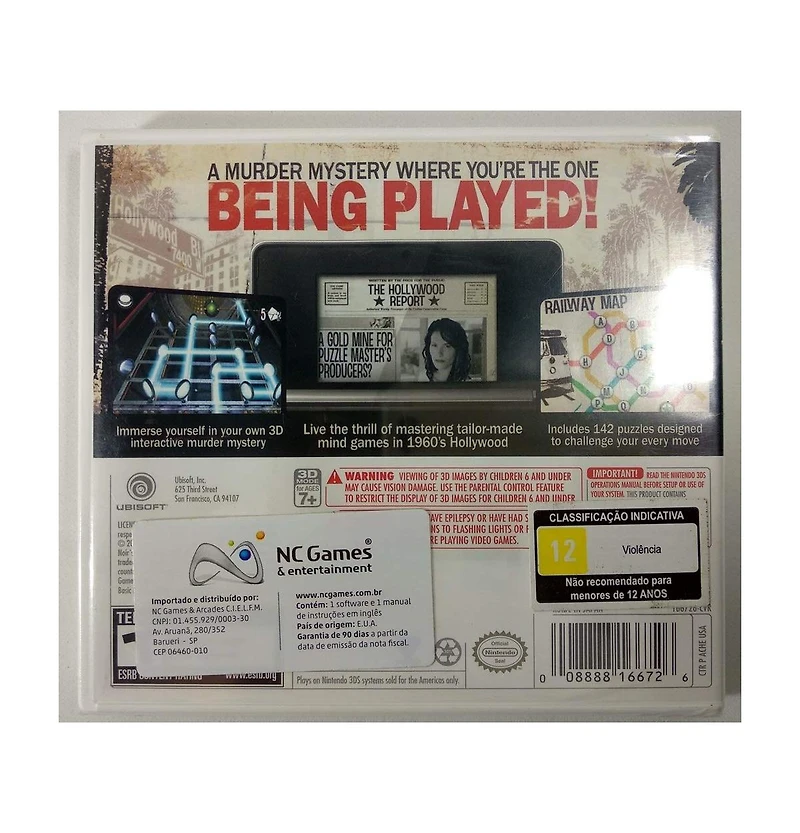 A MURDER MYSTERY WHERE YOU'RE THE ONE
BEING PLAYED!
Hollywood Bl
7400
5
THE HOLLYWOOD
REPORT
A GOLD MINE FOR
PUZZLE MASTER'S
PRODUCERS?
RAILWAY MAP
A
B
D
G
H
J
M
P
Q
Immerse yourself in your own 3D
interactive murder mystery
Live the thrill of mastering tailor-made
mind games in 1960's Hollywood
Includes 142 puzzles designed
to challenge your every move
UBISOFT
Ubisoft, Inc.
625 Third Street
San Francisco, CA 94107
3D
MODE
for AGES
7+
WARNING VIEWING OF 3D IMAGES BY CHILDREN 6 AND UNDER
MAY CAUSE VISION DAMAGE. USE THE PARENTAL CONTROL FEATURE
TO RESTRICT THE DISPLAY OF 3D IMAGES FOR CHILDREN 6 AND UNDER
IMPORTANT! READ THE NINTENDO 3DS
OPERATIONS MANUAL BEFORE SETUP OR USE OF
YOUR SYSTEM. THIS PRODUCT CONTAINS
AVE EPILEPSY OR HAVE HAD S
NS TO FLASHING LIGHTS OR
RE PLAYING VIDEO GAMES.
CLASSIFICAÇÃO INDICATIVA
12
Violência
Não recomendado para
menores de 12 ANOS
NC Games®
& entertainment
Importado e distribuído por:
NC Games & Arcades C.I.E.L.F.M.
CNPJ: 01.455.929/0003-30
Av. Aruanã, 280/352
Barueri - SP
CEP 06460-010
www.ncgames.com.br
Contém: 1 software e 1 manual
de instruções em inglês
País de origem: E.U.A.
Garantia de 90 dias a partir da
data de emissão da nota fiscal.
ESRB CONTENT RATING www.esrb.org
Plays on Nintendo 3DS systems sold for the Americas only.
Official
Nintendo
Seal
0 08888 16672 6
CTR P ACHE USA